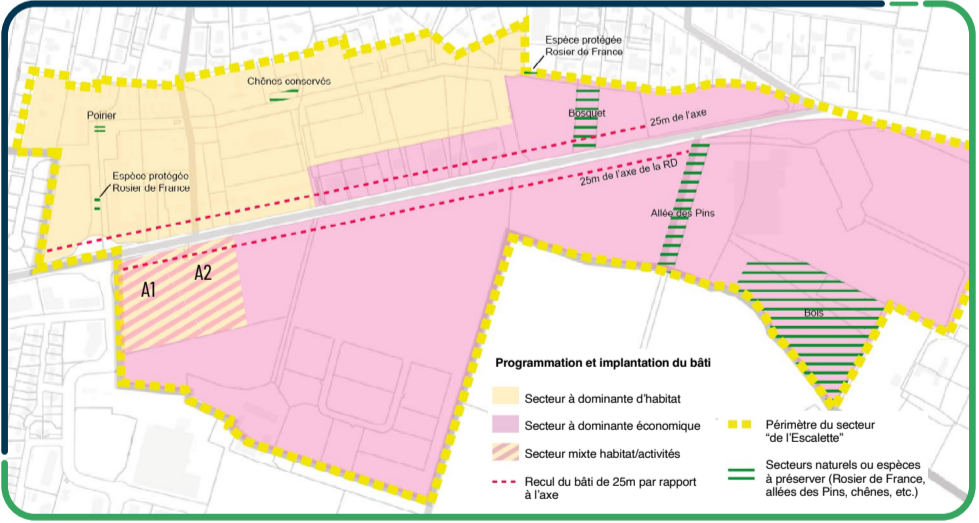 Espèce protégée
Rosier de France
Chênos conservés
Poirier
Bosquet
25m de l'axe
Espèco protégéo
Rosier de France
25m de l'axe de la RD
Allée des Pins
A1
A2
Bois
Programmation et implantation du bâti
Secteur à dominante d'habitat
Secteur à dominante économique
Secteur mixte habitat/activités
Recul du bâti de 25m par rapport
à l'axe
Périmètre du secteur
"de l'Escalette"
Secteurs naturels ou espèces
à préserver (Rosier de France,
allées des Pins, chênes, etc.)